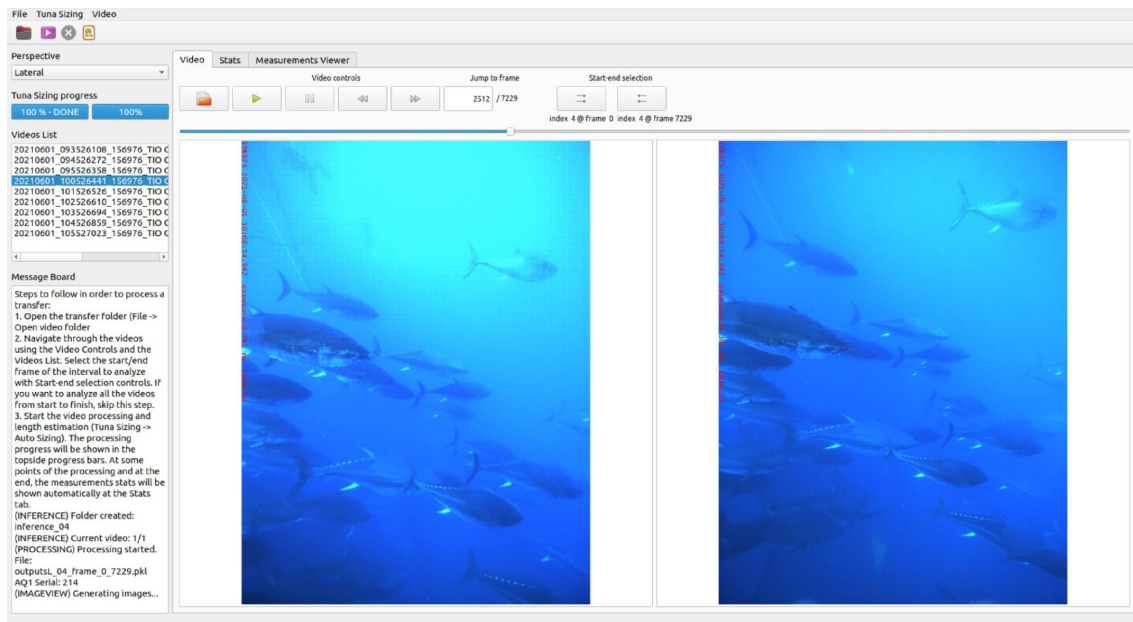 File Tuna Sizing Video
Perspective
Lateral
Tuna Sizing progress
100 % - DONE 100%
Videos List
20210601_093526108_156976_TIO C
20210601_094526272_156976_TIO C
20210601_095526358_156976_TIO C
20210601_100526441_156976_TIO C
20210601_101526526_156976_TIO C
20210601_102526610_156976_TIO C
20210601_103526694_156976_TIO C
20210601_104526859_156976_TIO C
20210601_105527023_156976_TIO C
Message Board
Steps to follow in order to process a
transfer:
1. Open the transfer folder (File ->
Open video folder
2. Navigate through the videos
using the Video Controls and the
Videos List. Select the start/end
frame of the interval to analyze
with Start-end selection controls. If
you want to analyze all the videos
from start to finish, skip this step.
3. Start the video processing and
length estimation (Tuna Sizing ->
Auto Sizing). The processing
progress will be shown in the
topside progress bars. At some
points of the processing and at the
end, the measurements stats will be
shown automatically at the Stats
tab.
(INFERENCE) Folder created:
inference_04
(INFERENCE) Current video: 1/1
(PROCESSING) Processing started.
File:
outputsL_04_frame_0_7229.pkl
AQ1 Serial: 214
(IMAGEVIEW) Generating images...
Video Stats Measurements Viewer
Video controls Jump to frame Start-end selection
2512 / 7229
index 4 @ frame 0 index 4 @ frame 7229
156976 2021-06-01 10:06:34.962